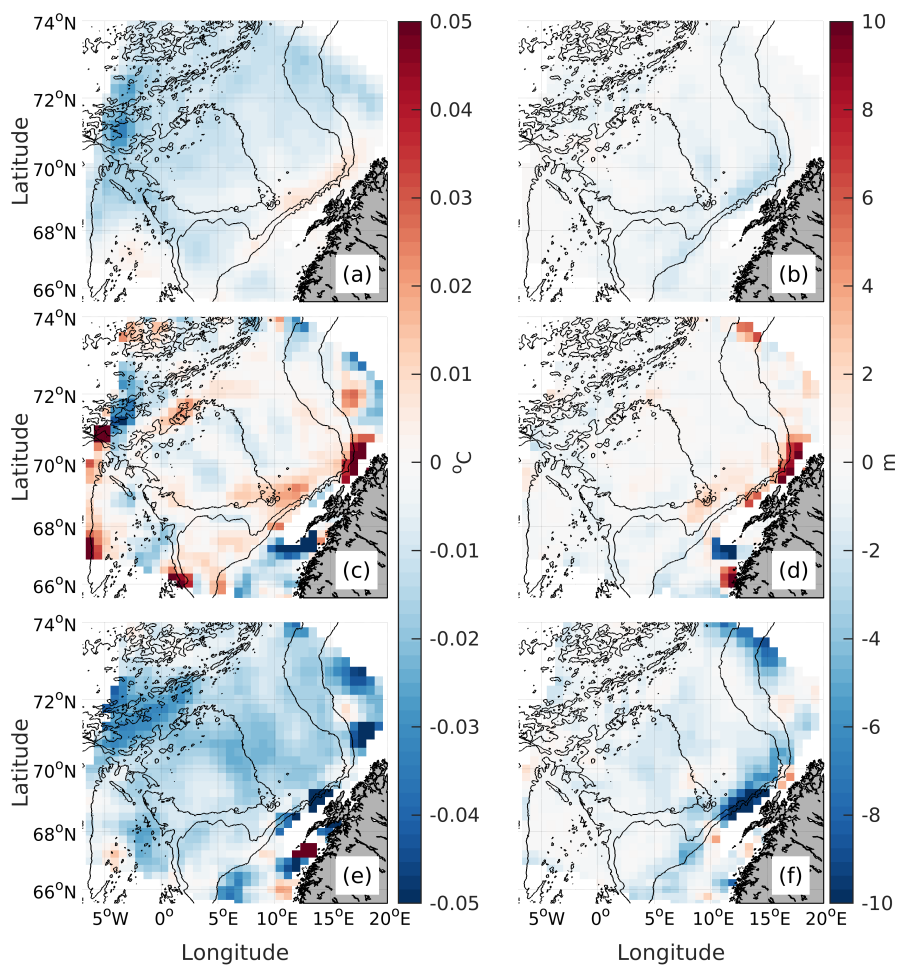 74°N
72°N
70°N
68°N
66°N
Latitude
(a)
0.05
0.04
0.03
0.02
0.01
0
-0.01
-0.02
-0.03
-0.04
-0.05
°C
(b)
10
8
6
4
2
0
-2
-4
-6
-8
-10
m
74°N
72°N
70°N
68°N
66°N
Latitude
(c)
(d)
74°N
72°N
70°N
68°N
66°N
Latitude
(e)
(f)
5°W 0° 5°E 10°E 15°E 20°E
5°W 0° 5°E 10°E 15°E 20°E
Longitude
Longitude